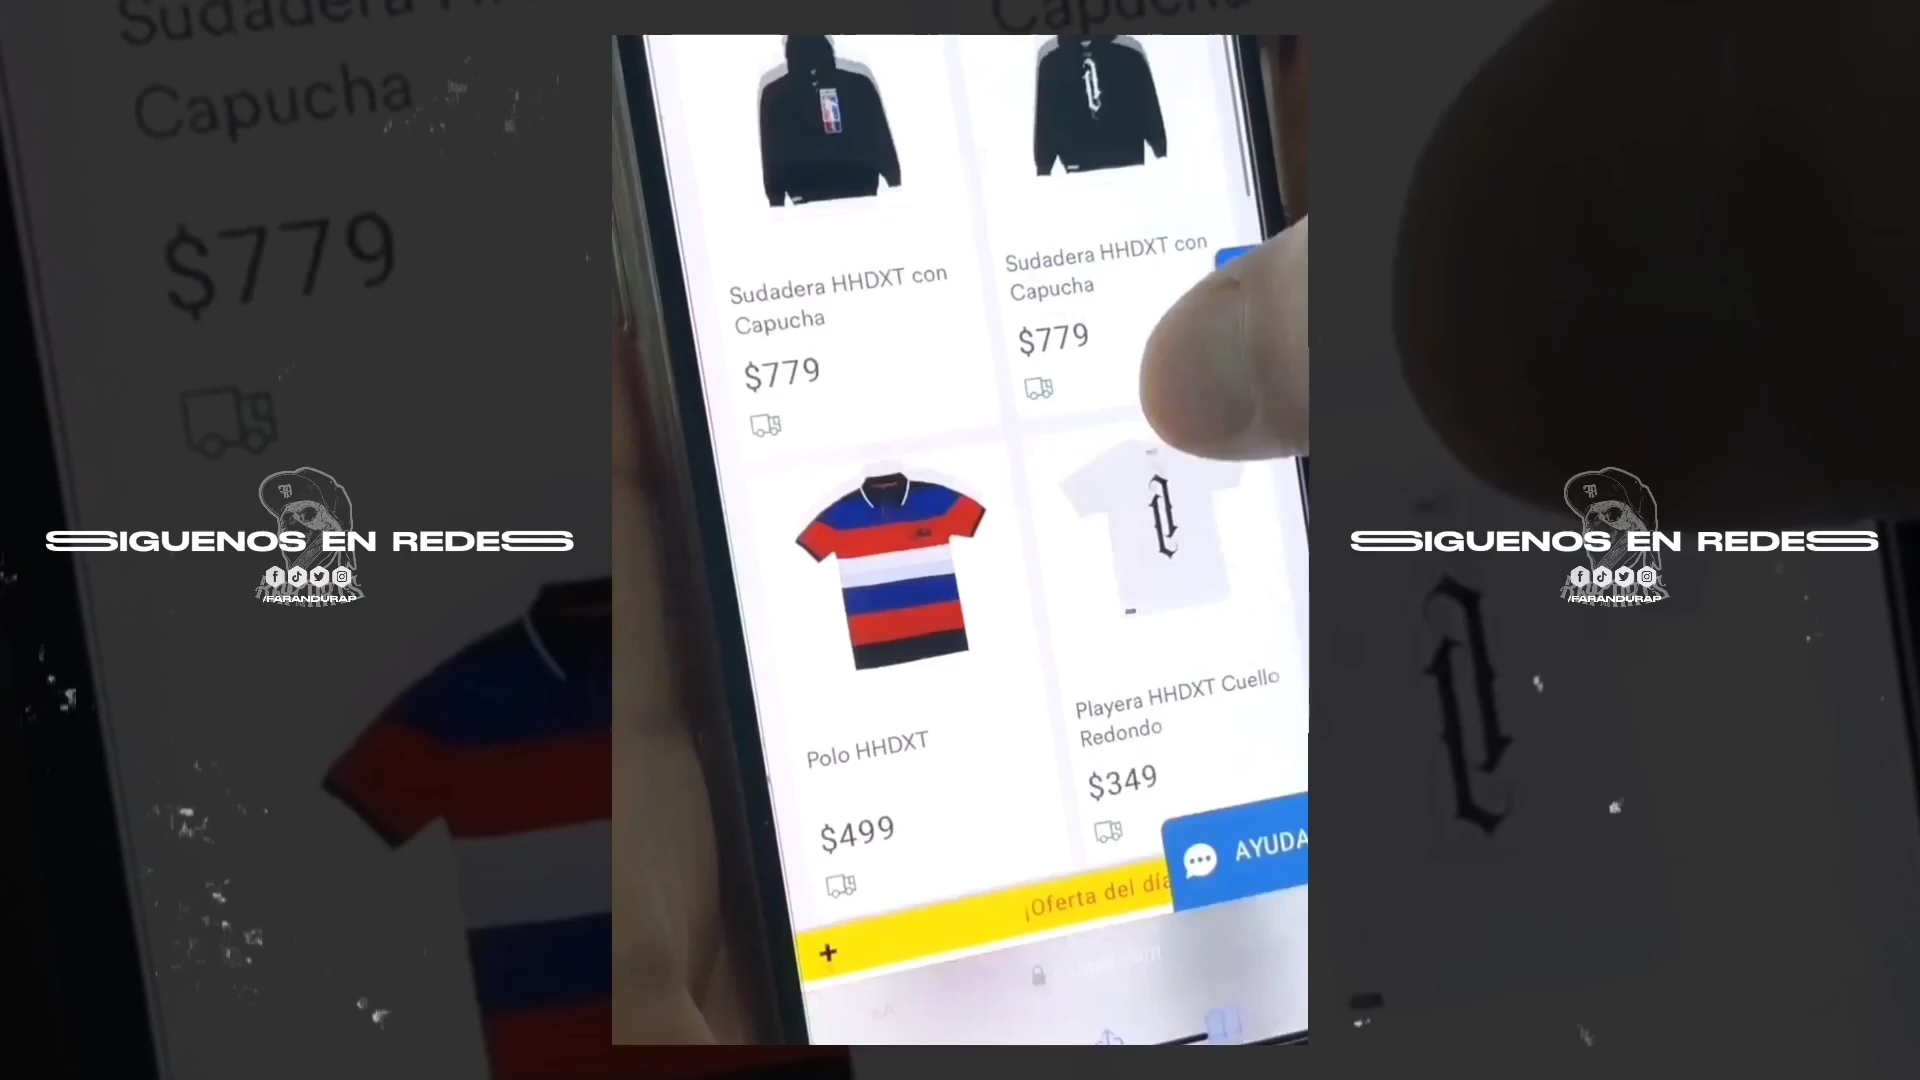 Sudadera HHDXT con
Capucha
$779
Sudadera HHDXT con
Capucha
$779
Polo HHDXT
$499
Playera HHDXT Cuello
Redondo
$349
AYUDA
¡Oferta del día
+
Capucha
$779
Capucha
SIGUENOS EN REDES
/FARANDURAP
SIGUENOS EN REDES
/FARANDURAP